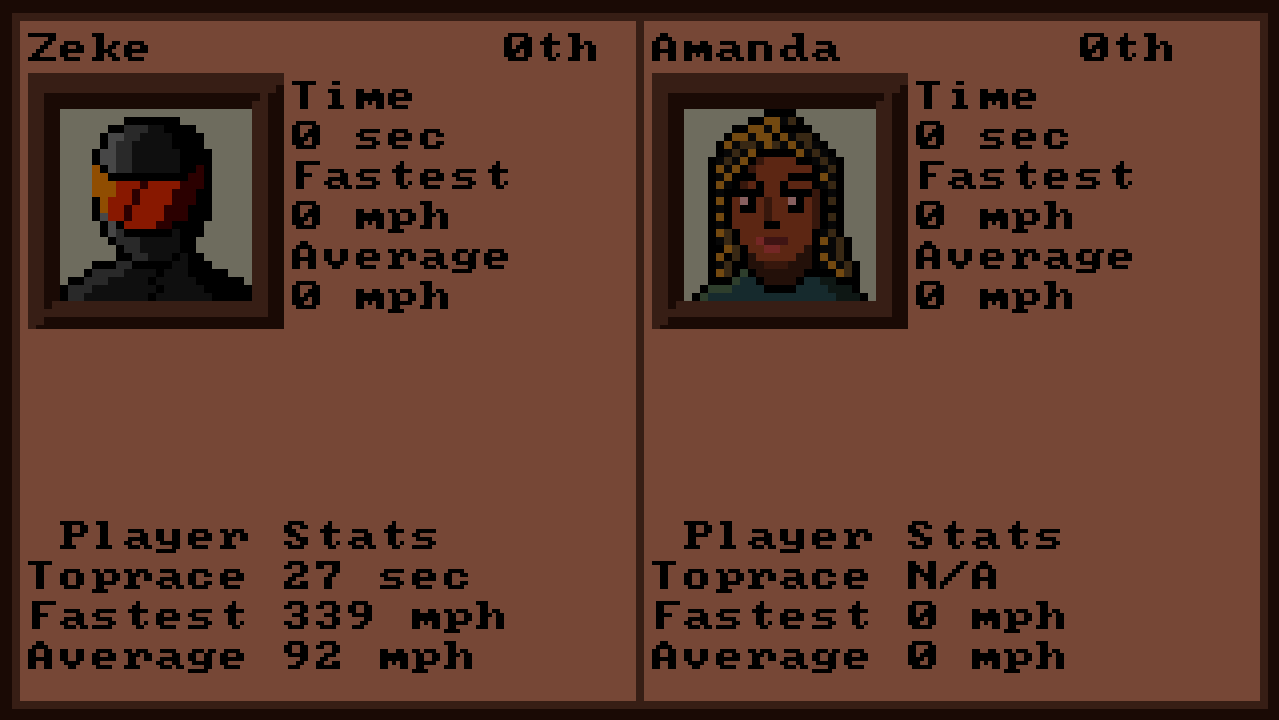 Zeke 0th
Time
0 sec
Fastest
0 mph
Average
0 mph
Player Stats
Toprace 27 sec
Fastest 339 mph
Average 92 mph
Amanda 0th
Time
0 sec
Fastest
0 mph
Average
0 mph
Player Stats
Toprace N/A
Fastest 0 mph
Average 0 mph